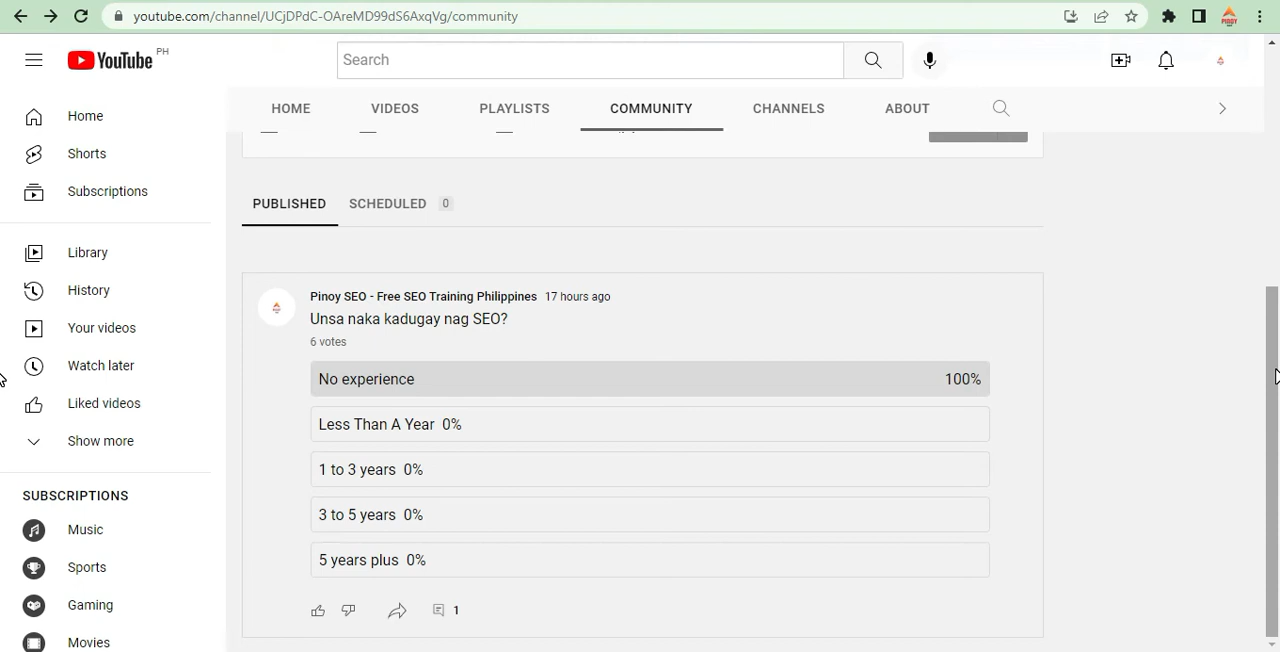 youtube.com/channel/UCjDPdC-OAreMD99dS6AxqVg/community
PIQDY
YouTube PH
Search
HOME VIDEOS PLAYLISTS COMMUNITY CHANNELS ABOUT
Home
Shorts
Subscriptions
Library
History
Your videos
Watch later
Liked videos
Show more
SUBSCRIPTIONS
Music
Sports
Gaming
Movies
PUBLISHED SCHEDULED 0
Pinoy SEO - Free SEO Training Philippines 17 hours ago
Unsa naka kadugay nag SEO?
6 votes
No experience 100%
Less Than A Year 0%
1 to 3 years 0%
3 to 5 years 0%
5 years plus 0%
1